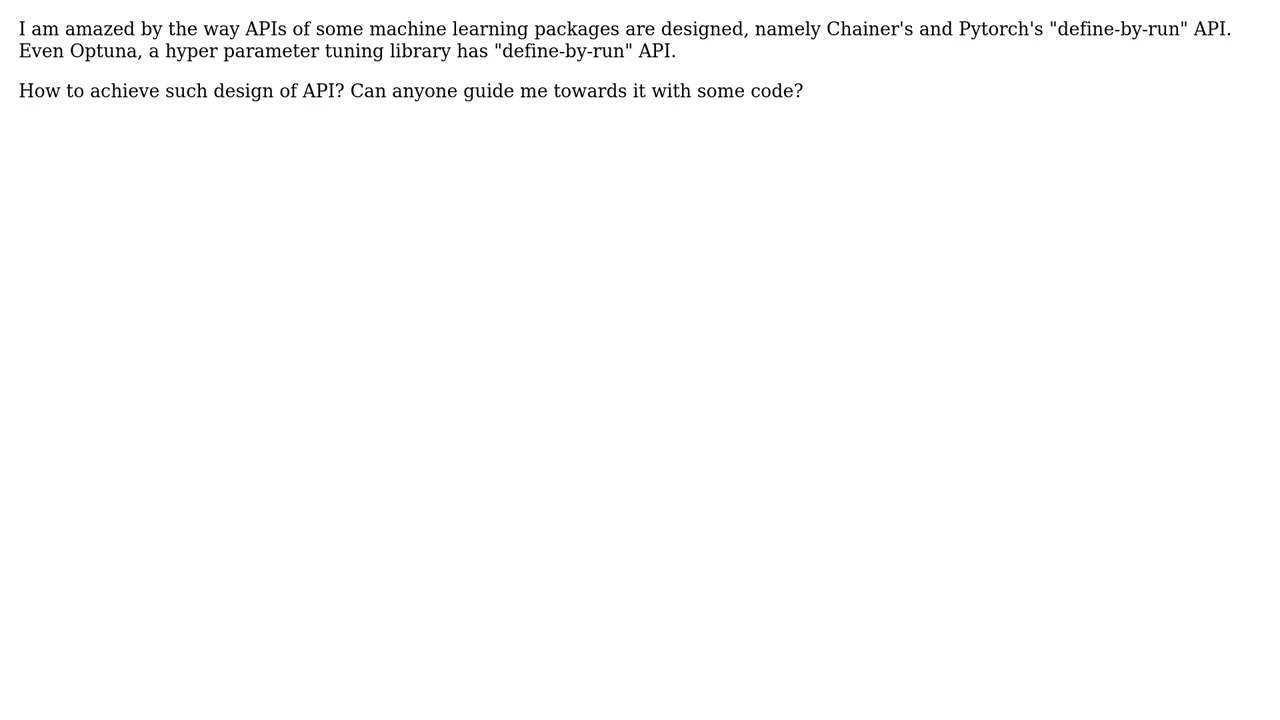 I am amazed by the way APIs of some machine learning packages are designed, namely Chainer's and Pytorch's "define-by-run" API.
Even Optuna, a hyper parameter tuning library has "define-by-run" API.
How to achieve such design of API? Can anyone guide me towards it with some code?